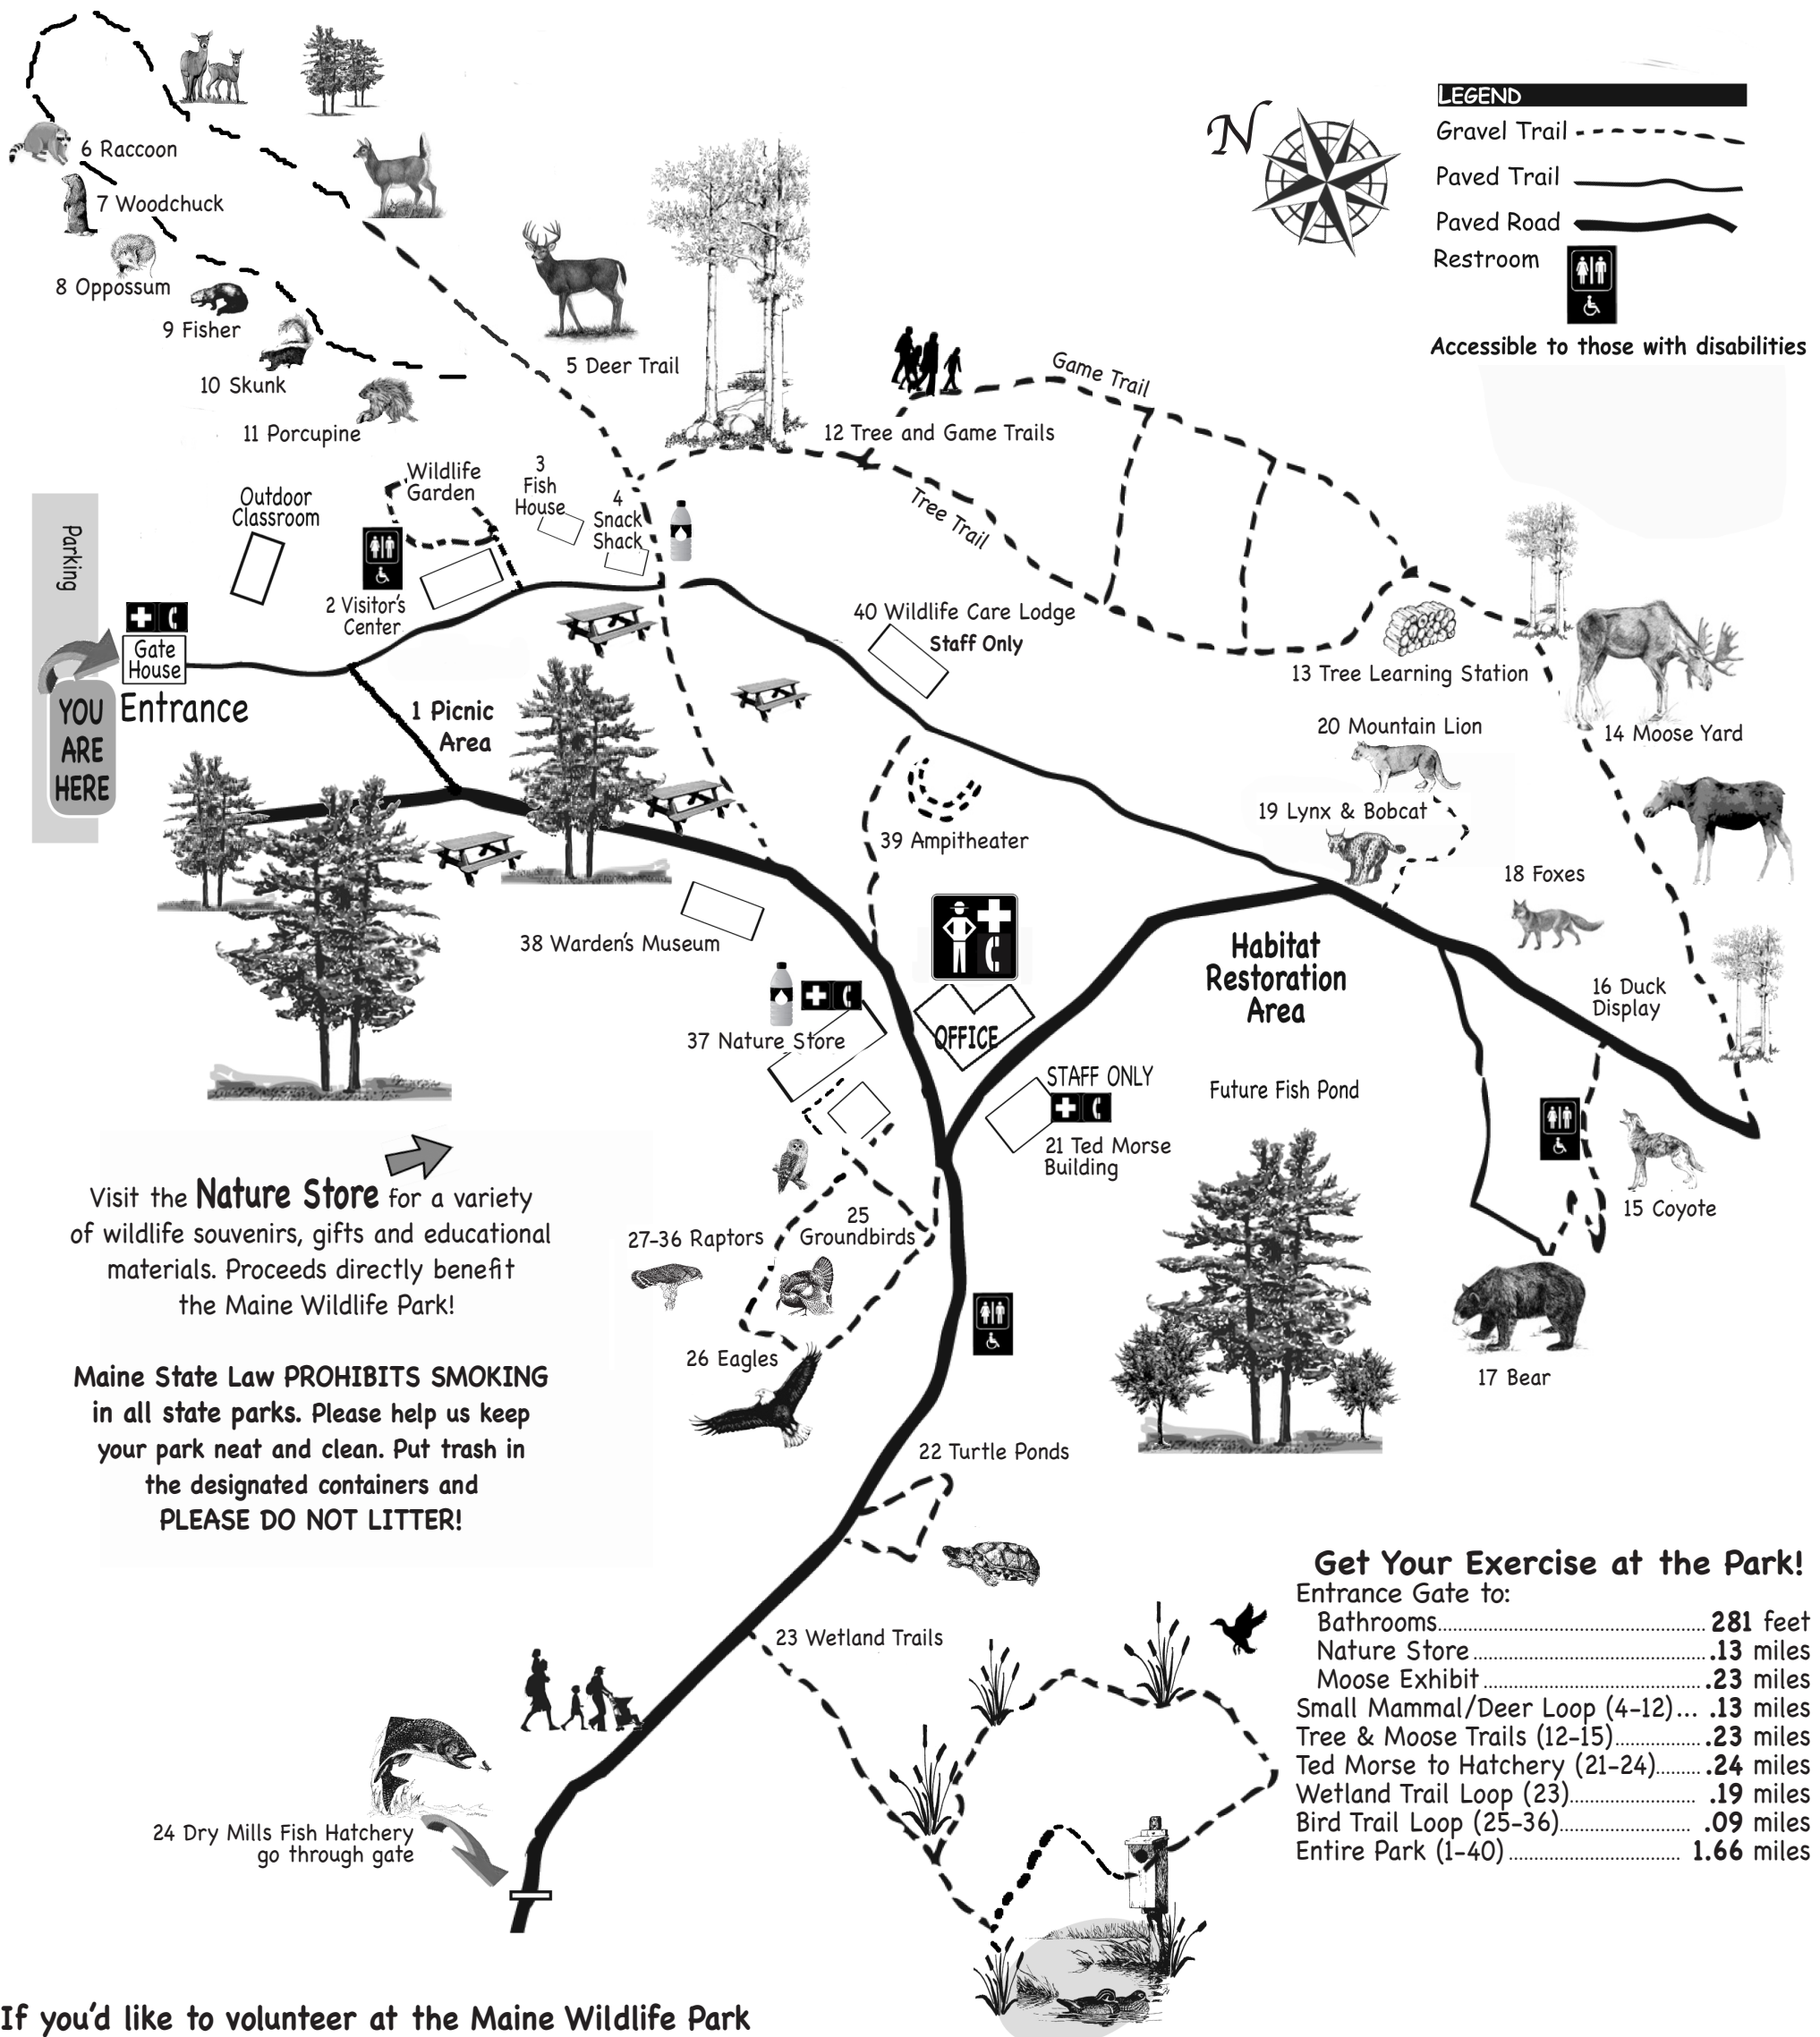 N
LEGEND
Gravel Trail
Paved Trail
Paved Road
Restroom
Accessible to those with disabilities
6 Raccoon
7 Woodchuck
8 Oppossum
9 Fisher
10 Skunk
11 Porcupine
5 Deer Trail
12 Tree and Game Trails
Game Trail
Tree Trail
Wildlife
Garden
3
Fish
House
4
Snack
Shack
Outdoor
Classroom
Parking
2 Visitor's
Center
Gate
House
Entrance
YOU
ARE
HERE
1 Picnic
Area
40 Wildlife Care Lodge
Staff Only
13 Tree Learning Station
14 Moose Yard
20 Mountain Lion
19 Lynx & Bobcat
18 Foxes
39 Ampitheater
38 Warden's Museum
Habitat
Restoration
Area
16 Duck
Display
37 Nature Store
OFFICE
STAFF ONLY
21 Ted Morse
Building
Future Fish Pond
15 Coyote
17 Bear
27-36 Raptors
25
Groundbirds
26 Eagles
Visit the Nature Store for a variety
of wildlife souvenirs, gifts and educational
materials. Proceeds directly benefit
the Maine Wildlife Park!
Maine State Law PROHIBITS SMOKING
in all state parks. Please help us keep
your park neat and clean. Put trash in
the designated containers and
PLEASE DO NOT LITTER!
22 Turtle Ponds
23 Wetland Trails
24 Dry Mills Fish Hatchery
go through gate
Get Your Exercise at the Park!
Entrance Gate to:
Bathrooms........ 281 feet
Nature Store........ .13 miles
Moose Exhibit........ .23 miles
Small Mammal/Deer Loop (4-12)... .13 miles
Tree & Moose Trails (12-15)........ .23 miles
Ted Morse to Hatchery (21-24)........ .24 miles
Wetland Trail Loop (23)........ .19 miles
Bird Trail Loop (25-36)........ .09 miles
Entire Park (1-40)........ 1.66 miles
If you'd like to volunteer at the Maine Wildlife Park